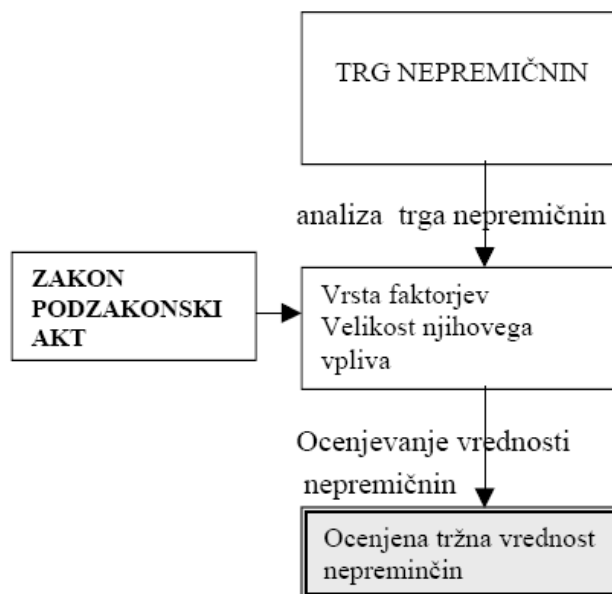 TRG NEPREMIČNIN
analiza trga nepremičnin
ZAKON
PODZAKONSKI
AKT
Vrsta faktorjev
Velikost njihovega
vpliva
Ocenjevanje vrednosti
nepremičnin
Ocenjena tržna vrednost
nepreminčin